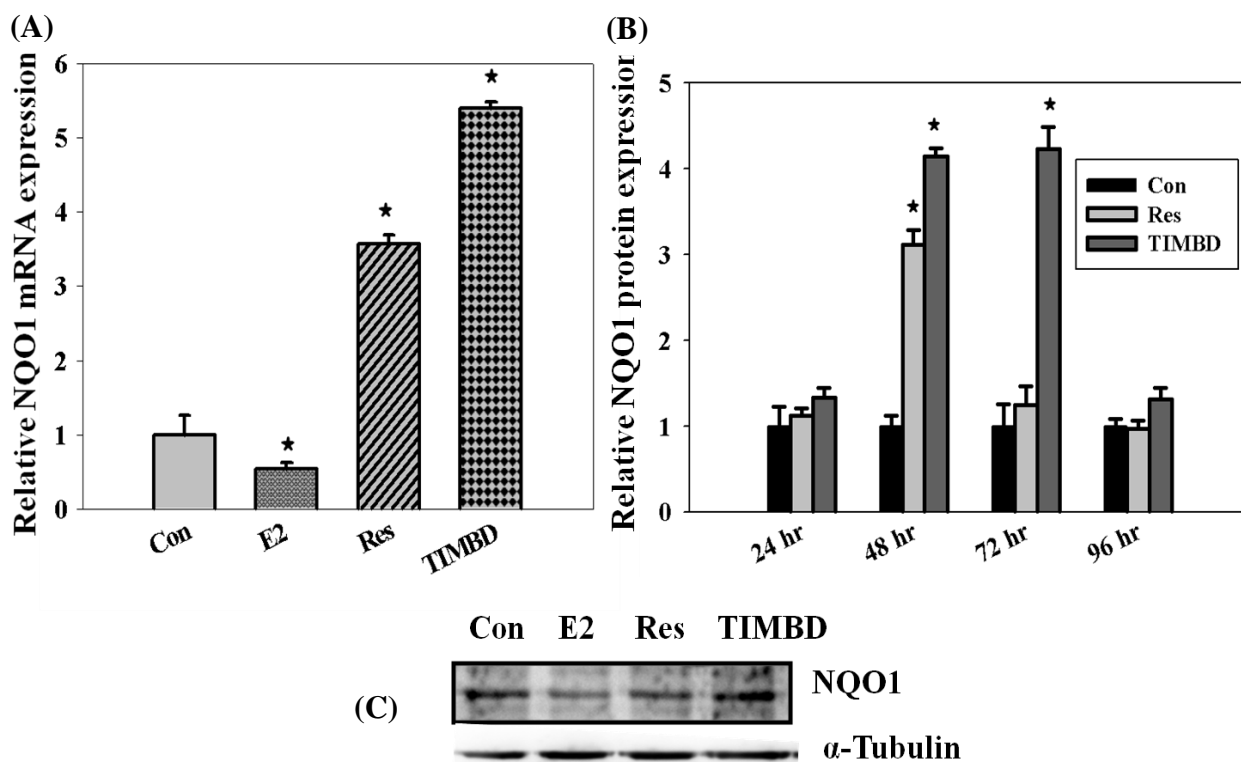 (A)
Relative NQO1 mRNA expression
6
5
4
3
2
1
0
★
★
★
Con
E2
Res
TIMBD
(B)
Relative NQO1 protein expression
5
4
3
2
1
0
★
★
★
Con
Res
TIMBD
24 hr
48 hr
72 hr
96 hr
(C)
Con E2 Res TIMBD
NQO1
α-Tubulin